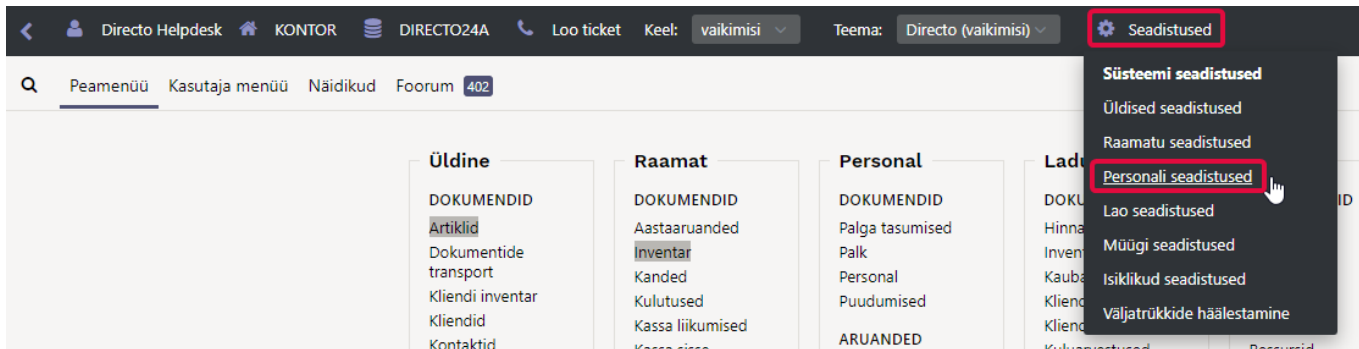 Directo Helpdesk KONTOR DIRECTO24A Loo ticket Keel: vaikimisi Teema: Directo (vaikimisi) Seadistused
Peamenüü Kasutaja menüü Näidikud Foorum 402
Süsteemi seadistused
Üldised seadistused
Raamatu seadistused
Personali seadistused
Lao seadistused
Müügi seadistused
Isiklikud seadistused
Väljatrükkide häälestamine
Üldine
DOKUMENDID
Artiklid
Dokumentide
transport
Kliendi inventar
Kliendid
Kontaktid
Raamat
DOKUMENDID
Aastaaruanded
Inventar
Kanded
Kulutused
Kassa liikumised
Kassa sisse
Personal
DOKUMENDID
Palga tasumised
Palk
Personal
Puudumised
ARUANDED